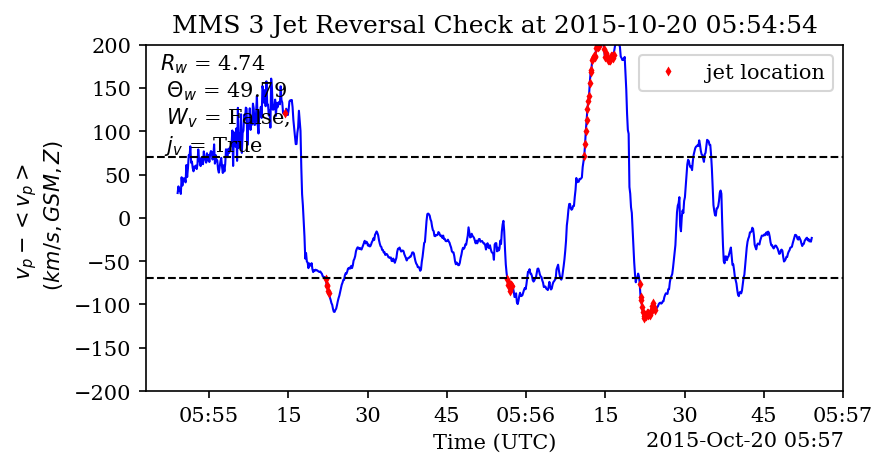 MMS 3 Jet Reversal Check at 2015-10-20 05:54:54
R_w = 4.74
Θ_w = 49.79
W_v = False,
j_v = True
jet location
v_p − <v_p>
(km/s, GSM, Z)
200
150
100
50
0
−50
−100
−150
−200
05:55 15 30 45 05:56 15 30 45 05:57
Time (UTC)
2015-Oct-20 05:57